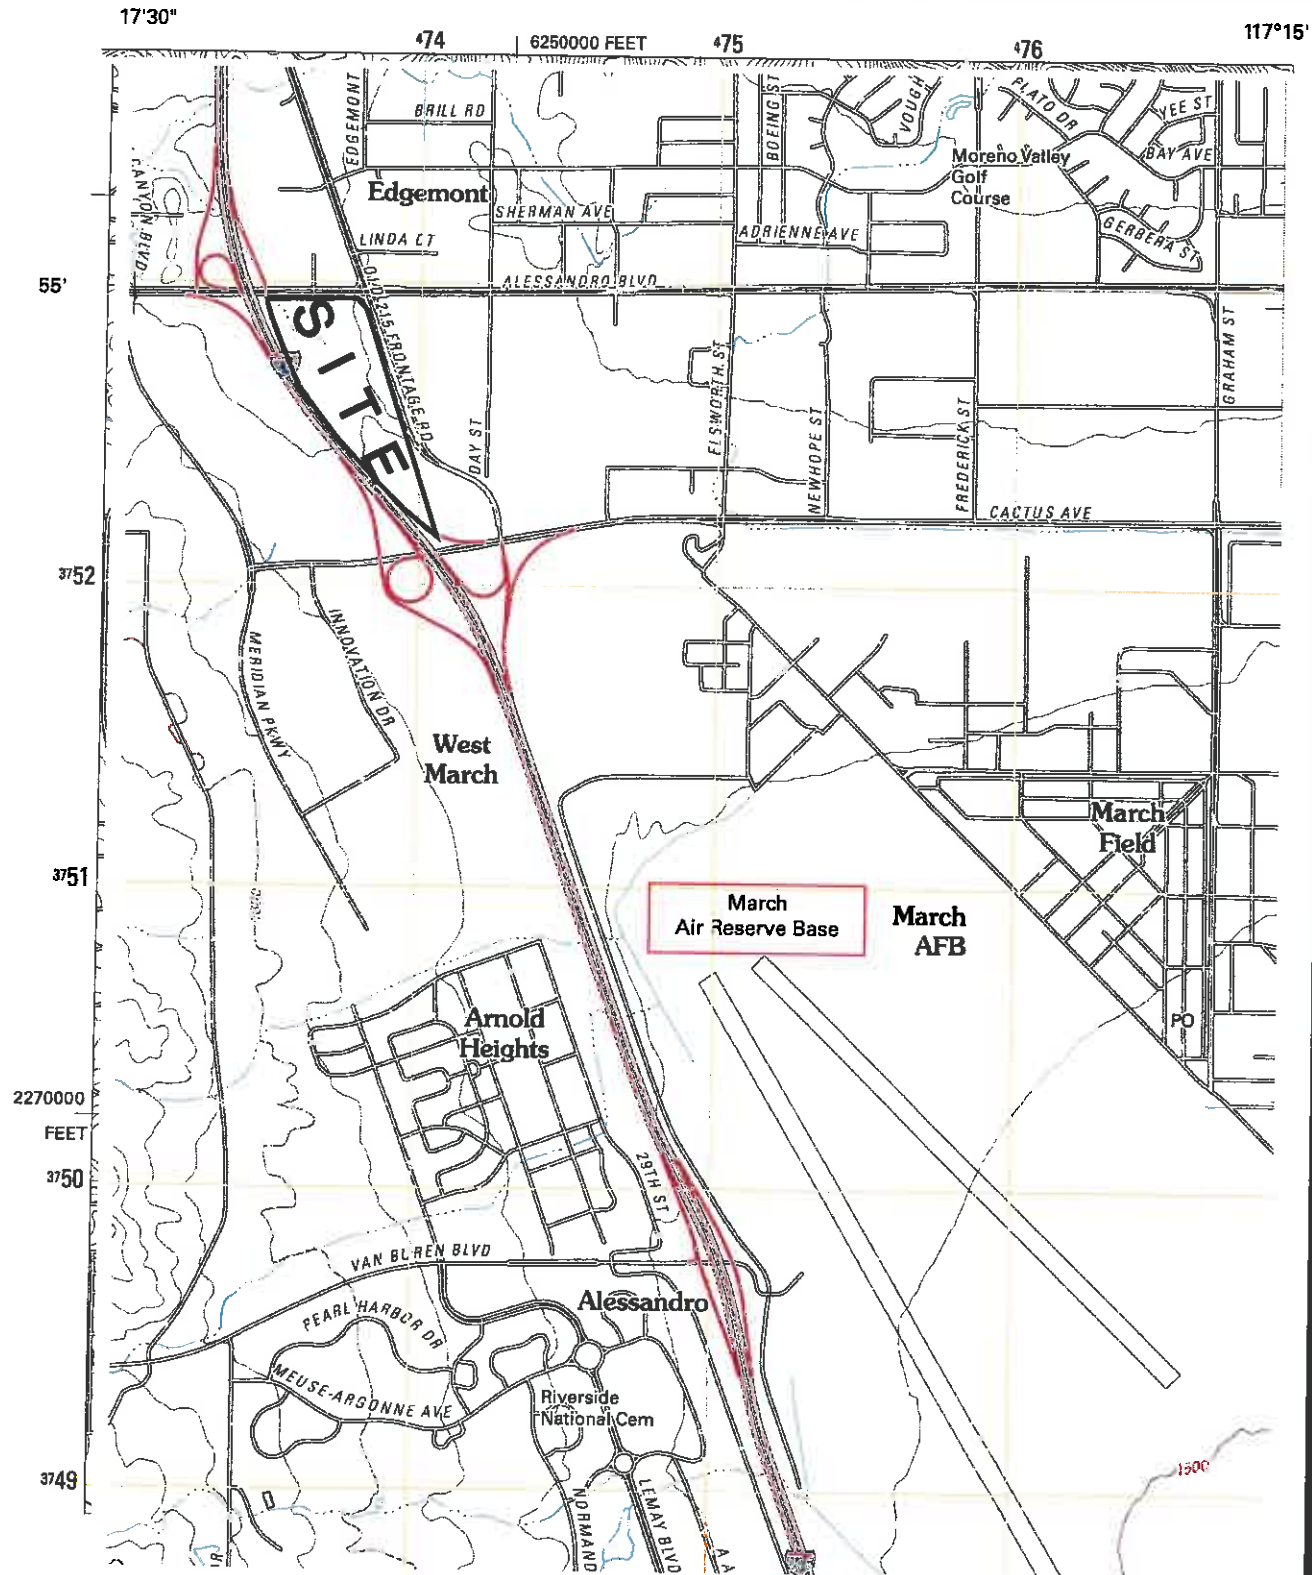 17'30"
474
6250000 FEET
475
476
117°15'
EDGEMONT
BRILL RD
BOEING ST
VOUGH
PLATO DR
YEE ST
BAY AVE
Moreno Valley
Golf
Course
CANYON BLVD
Edgemont
SHERMAN AVE
LINDA CT
ADRIENNE AVE
GERBERA ST
55'
ALESSANDRO BLVD
SITE
OLD 215 FRONTAGE RD
DAY ST
ELSWORTH ST
NEWHOPE ST
FREDERICK ST
GRAHAM ST
CACTUS AVE
3752
MERIDIAN PKWY
INNOVATION DR
West
March
March
Field
3751
March
Air Reserve Base
March
AFB
Arnold
Heights
PO
2270000
FEET
3750
29TH ST
VAN BUREN BLVD
Alessandro
PEARL HARBOR DR
MEUSE-ARGONNE AVE
Riverside
National Cem
3749
1500
NORMAND
LEMAY BLVD
A A